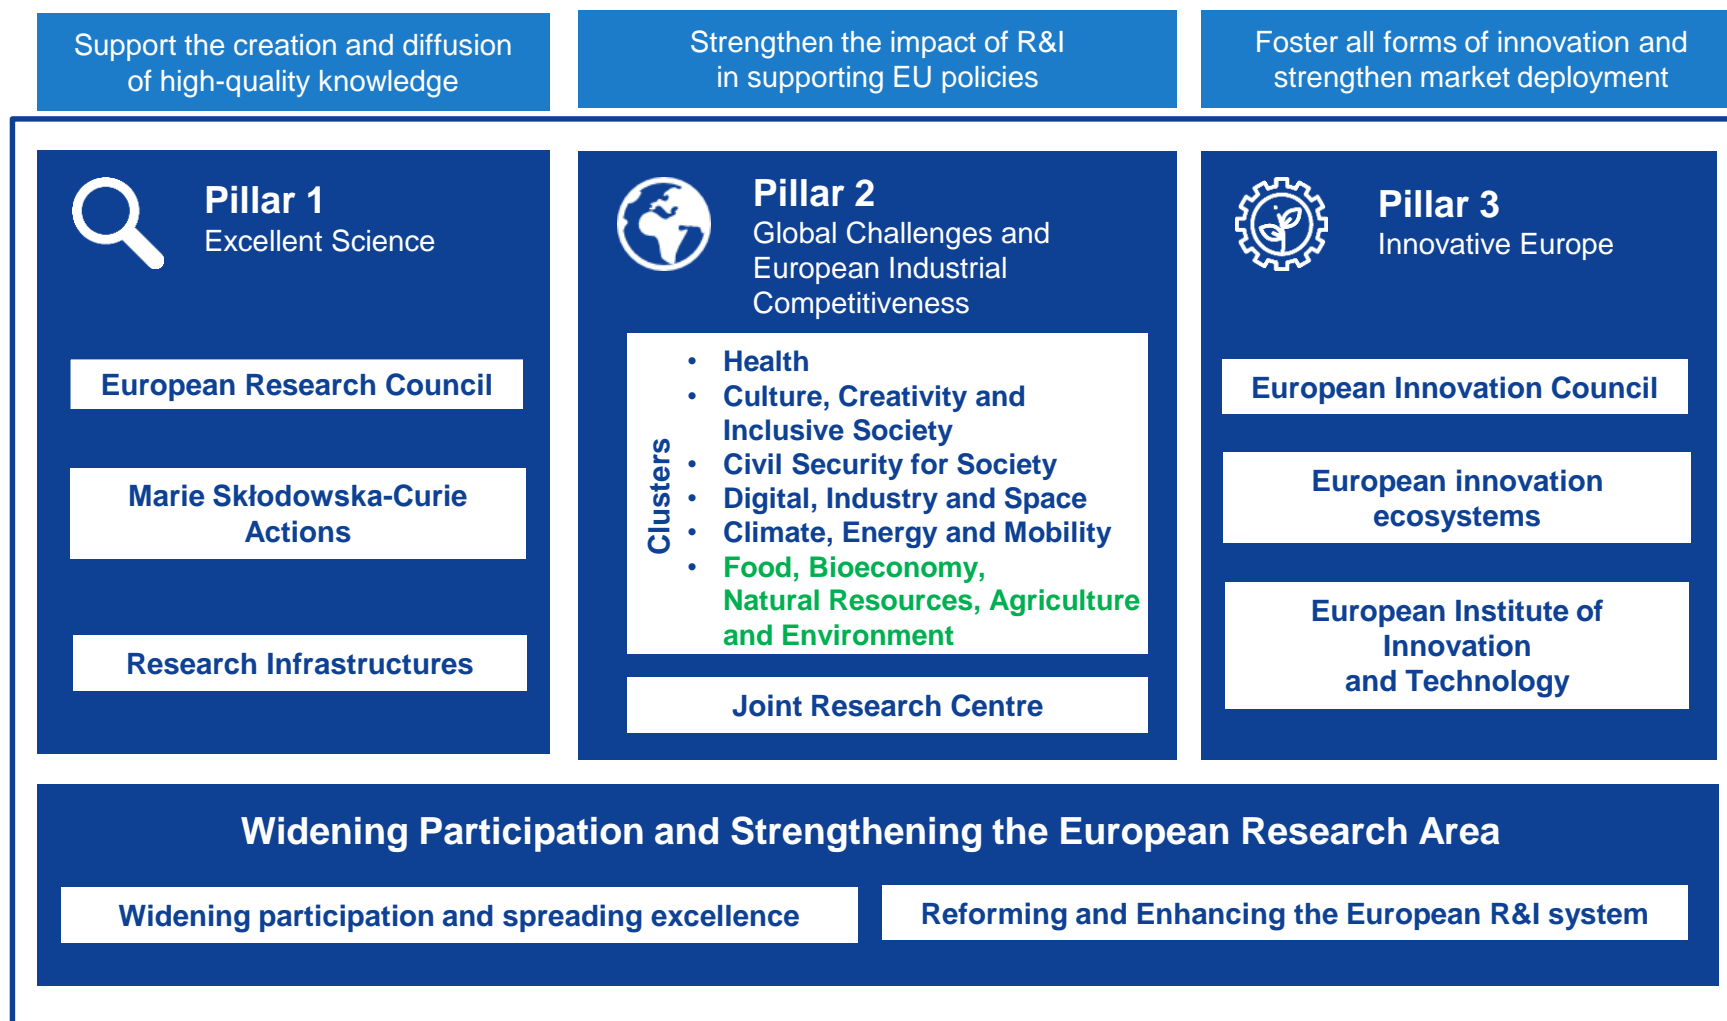 Support the creation and diffusion
of high-quality knowledge
Strengthen the impact of R&I
in supporting EU policies
Foster all forms of innovation and
strengthen market deployment
Pillar 1
Excellent Science
European Research Council
Marie Skłodowska-Curie
Actions
Research Infrastructures
Pillar 2
Global Challenges and
European Industrial
Competitiveness
Clusters
• Health
• Culture, Creativity and
Inclusive Society
• Civil Security for Society
• Digital, Industry and Space
• Climate, Energy and Mobility
• Food, Bioeconomy,
Natural Resources, Agriculture
and Environment
Joint Research Centre
Pillar 3
Innovative Europe
European Innovation Council
European innovation
ecosystems
European Institute of
Innovation
and Technology
Widening Participation and Strengthening the European Research Area
Widening participation and spreading excellence
Reforming and Enhancing the European R&I system